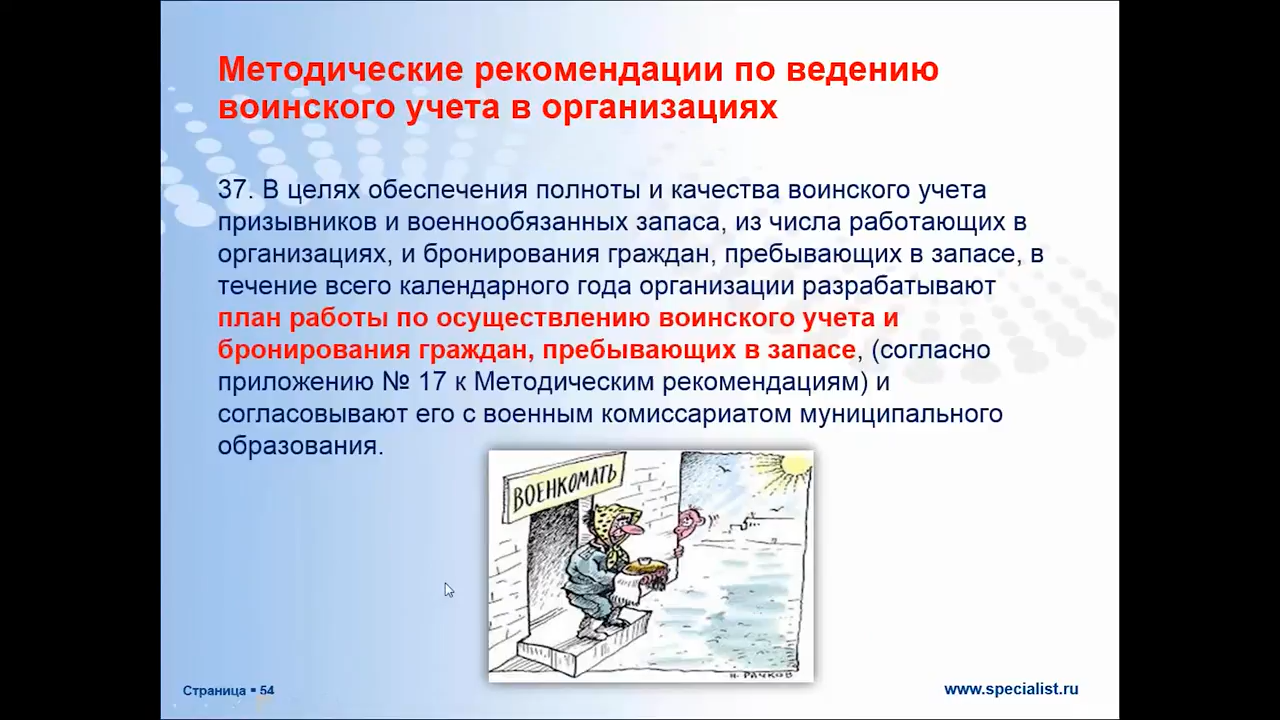 Методические рекомендации по ведению
воинского учета в организациях
37. В целях обеспечения полноты и качества воинского учета
призывников и военнообязанных запаса, из числа работающих в
организациях, и бронирования граждан, пребывающих в запасе, в
течение всего календарного года организации разрабатывают
план работы по осуществлению воинского учета и
бронирования граждан, пребывающих в запасе, (согласно
приложению № 17 к Методическим рекомендациям) и
согласовывают его с военным комиссариатом муниципального
образования.
ВОЕНКОМАТЬ
Н. РАЧКОВ
Страница ▪ 54
www.specialist.ru